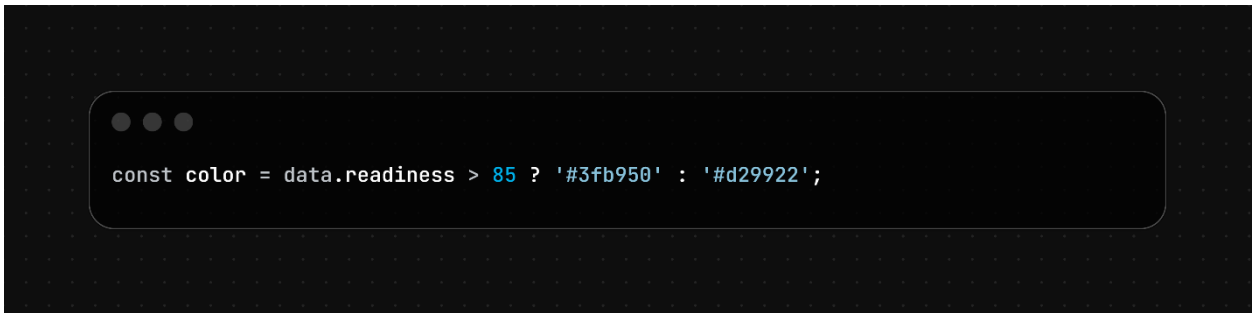 const color = data.readiness > 85 ? '#3fb950' : '#d29922';